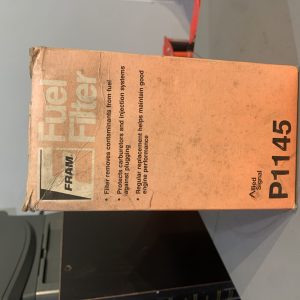 FRAM
Fuel
Filter
• Filter removes contaminants from fuel
• Protects carburetors and injection systems
against plugging
• Regular replacement helps maintain good
engine performance
Allied
Signal
P1145